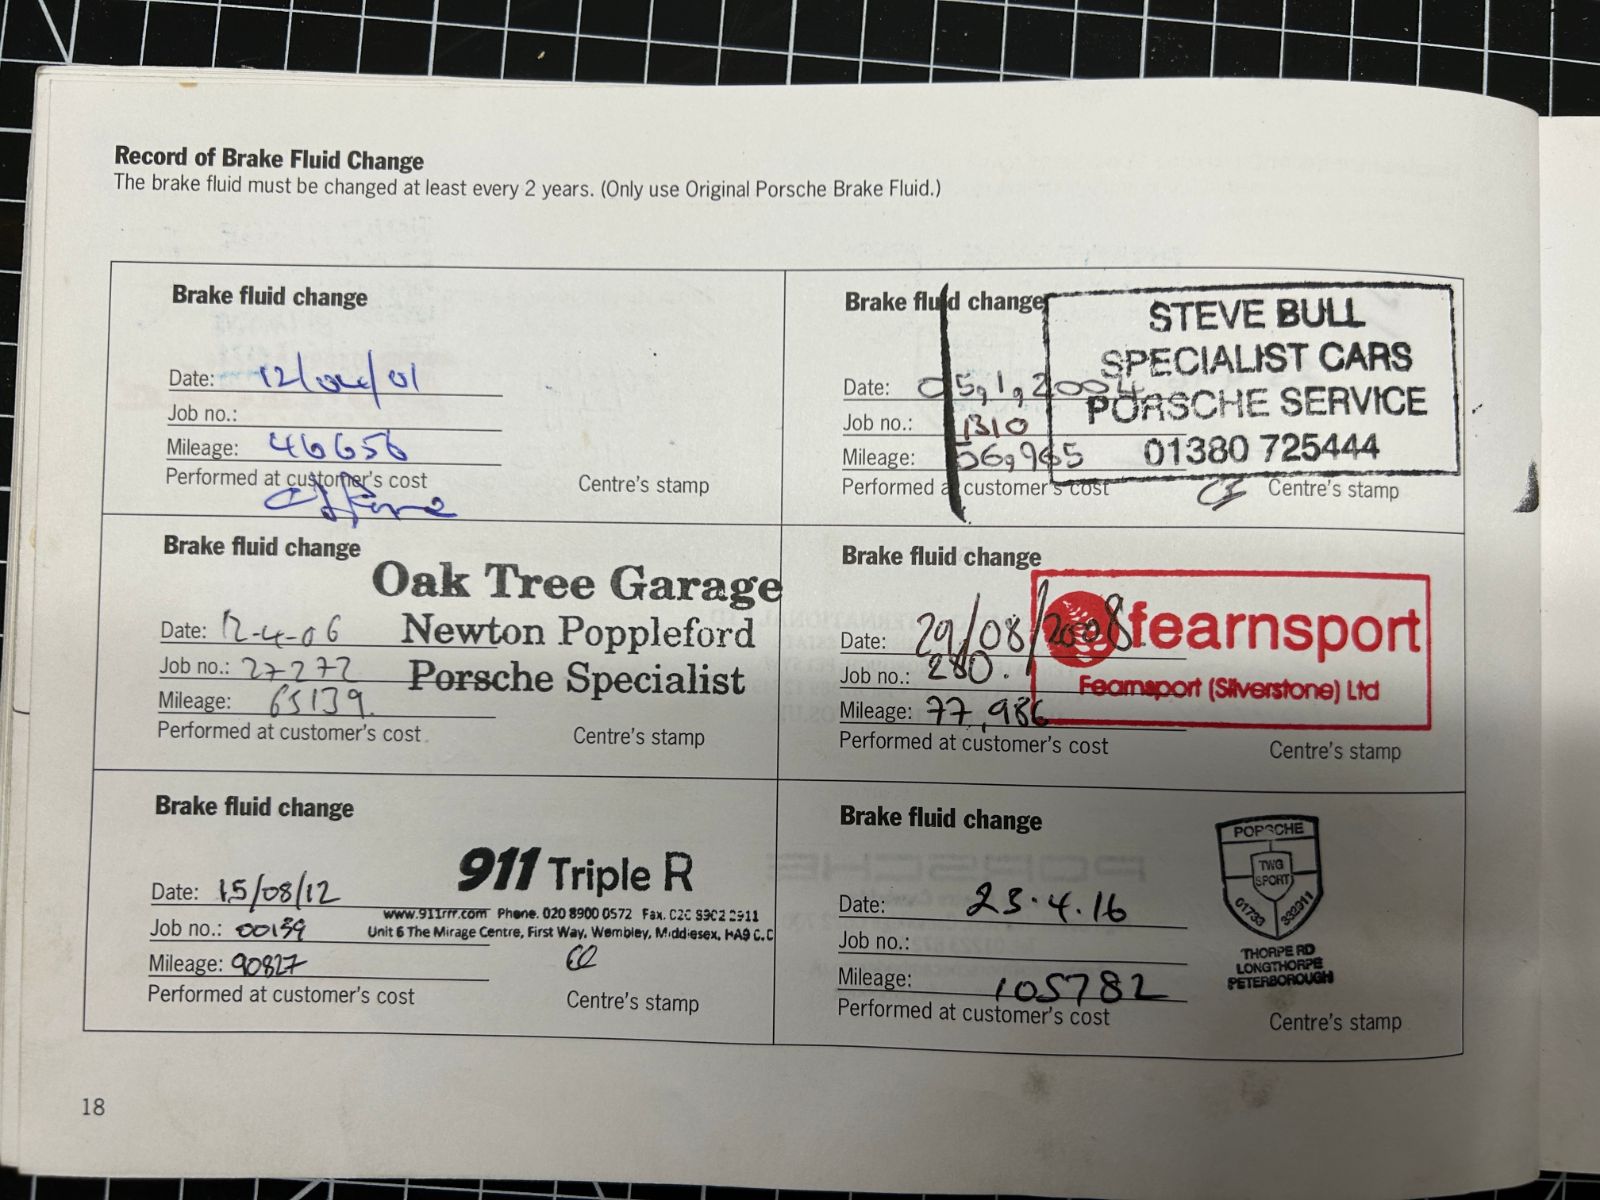 Record of Brake Fluid Change
The brake fluid must be changed at least every 2 years. (Only use Original Porsche Brake Fluid.)
Brake fluid change
Date: 12/04/01
Job no.:
Mileage: 46656
Performed at customer's cost
Centre's stamp
Brake fluid change
Date: 05,1,2004
Job no.: 1310
Mileage: 56,965
Performed at customer's cost
Centre's stamp
STEVE BULL
SPECIALIST CARS
PORSCHE SERVICE
01380 725444
Brake fluid change
Date: 12-4-06
Job no.: 27272
Mileage: 65139.
Performed at customer's cost
Centre's stamp
Oak Tree Garage
Newton Poppleford
Porsche Specialist
Brake fluid change
Date: 29/08/2008
Job no.: 280.
Mileage: 77,986
Performed at customer's cost
Centre's stamp
fearnsport
Fearnsport (Silverstone) Ltd
Brake fluid change
Date: 15/08/12
Job no.: 00139
Mileage: 90827
Performed at customer's cost
Centre's stamp
911 Triple R
www.911rrr.com Phone. 020 8900 0572 Fax. 020 8902 2911
Unit 6 The Mirage Centre, First Way, Wembley, Middlesex, HA9
Brake fluid change
Date: 23.4.16
Job no.:
Mileage: 105782
Performed at customer's cost
Centre's stamp
PORSCHE
TWG
SPORT
01733 332911
THORPE RD
LONGTHORPE
PETERBOROUGH
18